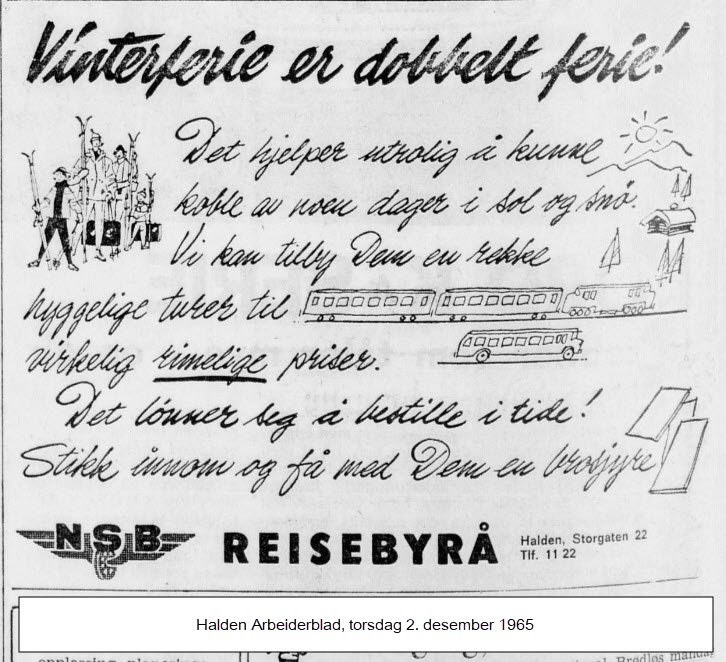 Vinterferie er dobbelt ferie!
Det hjelper utrolig å kunne
koble av noen dager i sol og snø.
Vi kan tilby Dem en rekke
hyggelige turer til
virkelig rimelige priser.
Det lønner seg å bestille i tide!
Stikk innom og få med Dem en brosjyre
NSB REISEBYRÅ Halden, Storgaten 22
Tlf. 11 22
Halden Arbeiderblad, torsdag 2. desember 1965